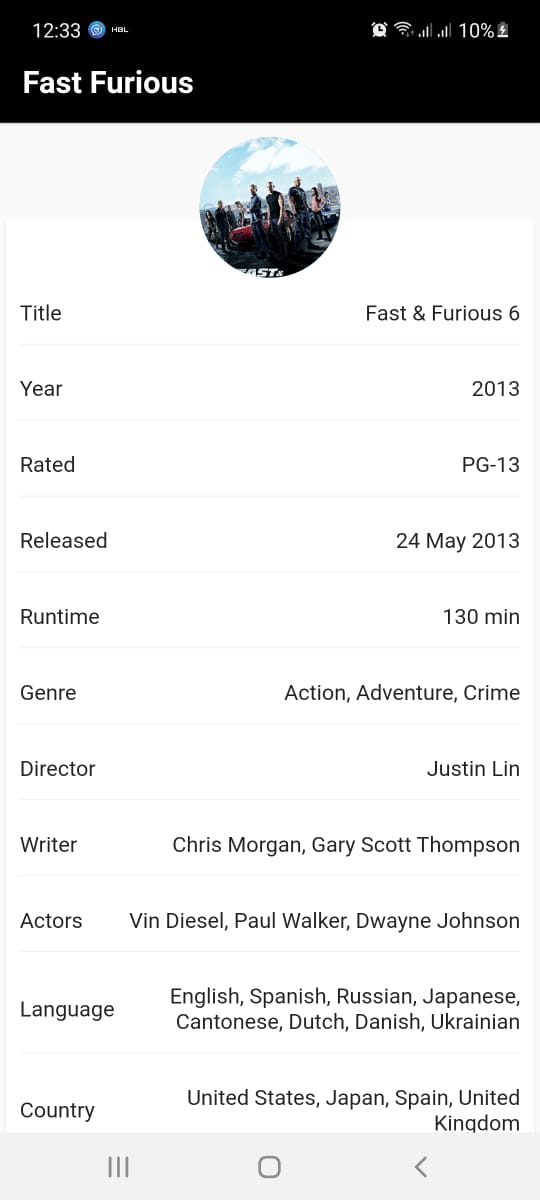 12:33 HBL 10%
Fast Furious
FAST&
Title Fast & Furious 6
Year 2013
Rated PG-13
Released 24 May 2013
Runtime 130 min
Genre Action, Adventure, Crime
Director Justin Lin
Writer Chris Morgan, Gary Scott Thompson
Actors Vin Diesel, Paul Walker, Dwayne Johnson
Language English, Spanish, Russian, Japanese,
Cantonese, Dutch, Danish, Ukrainian
Country United States, Japan, Spain, United
Kingdom